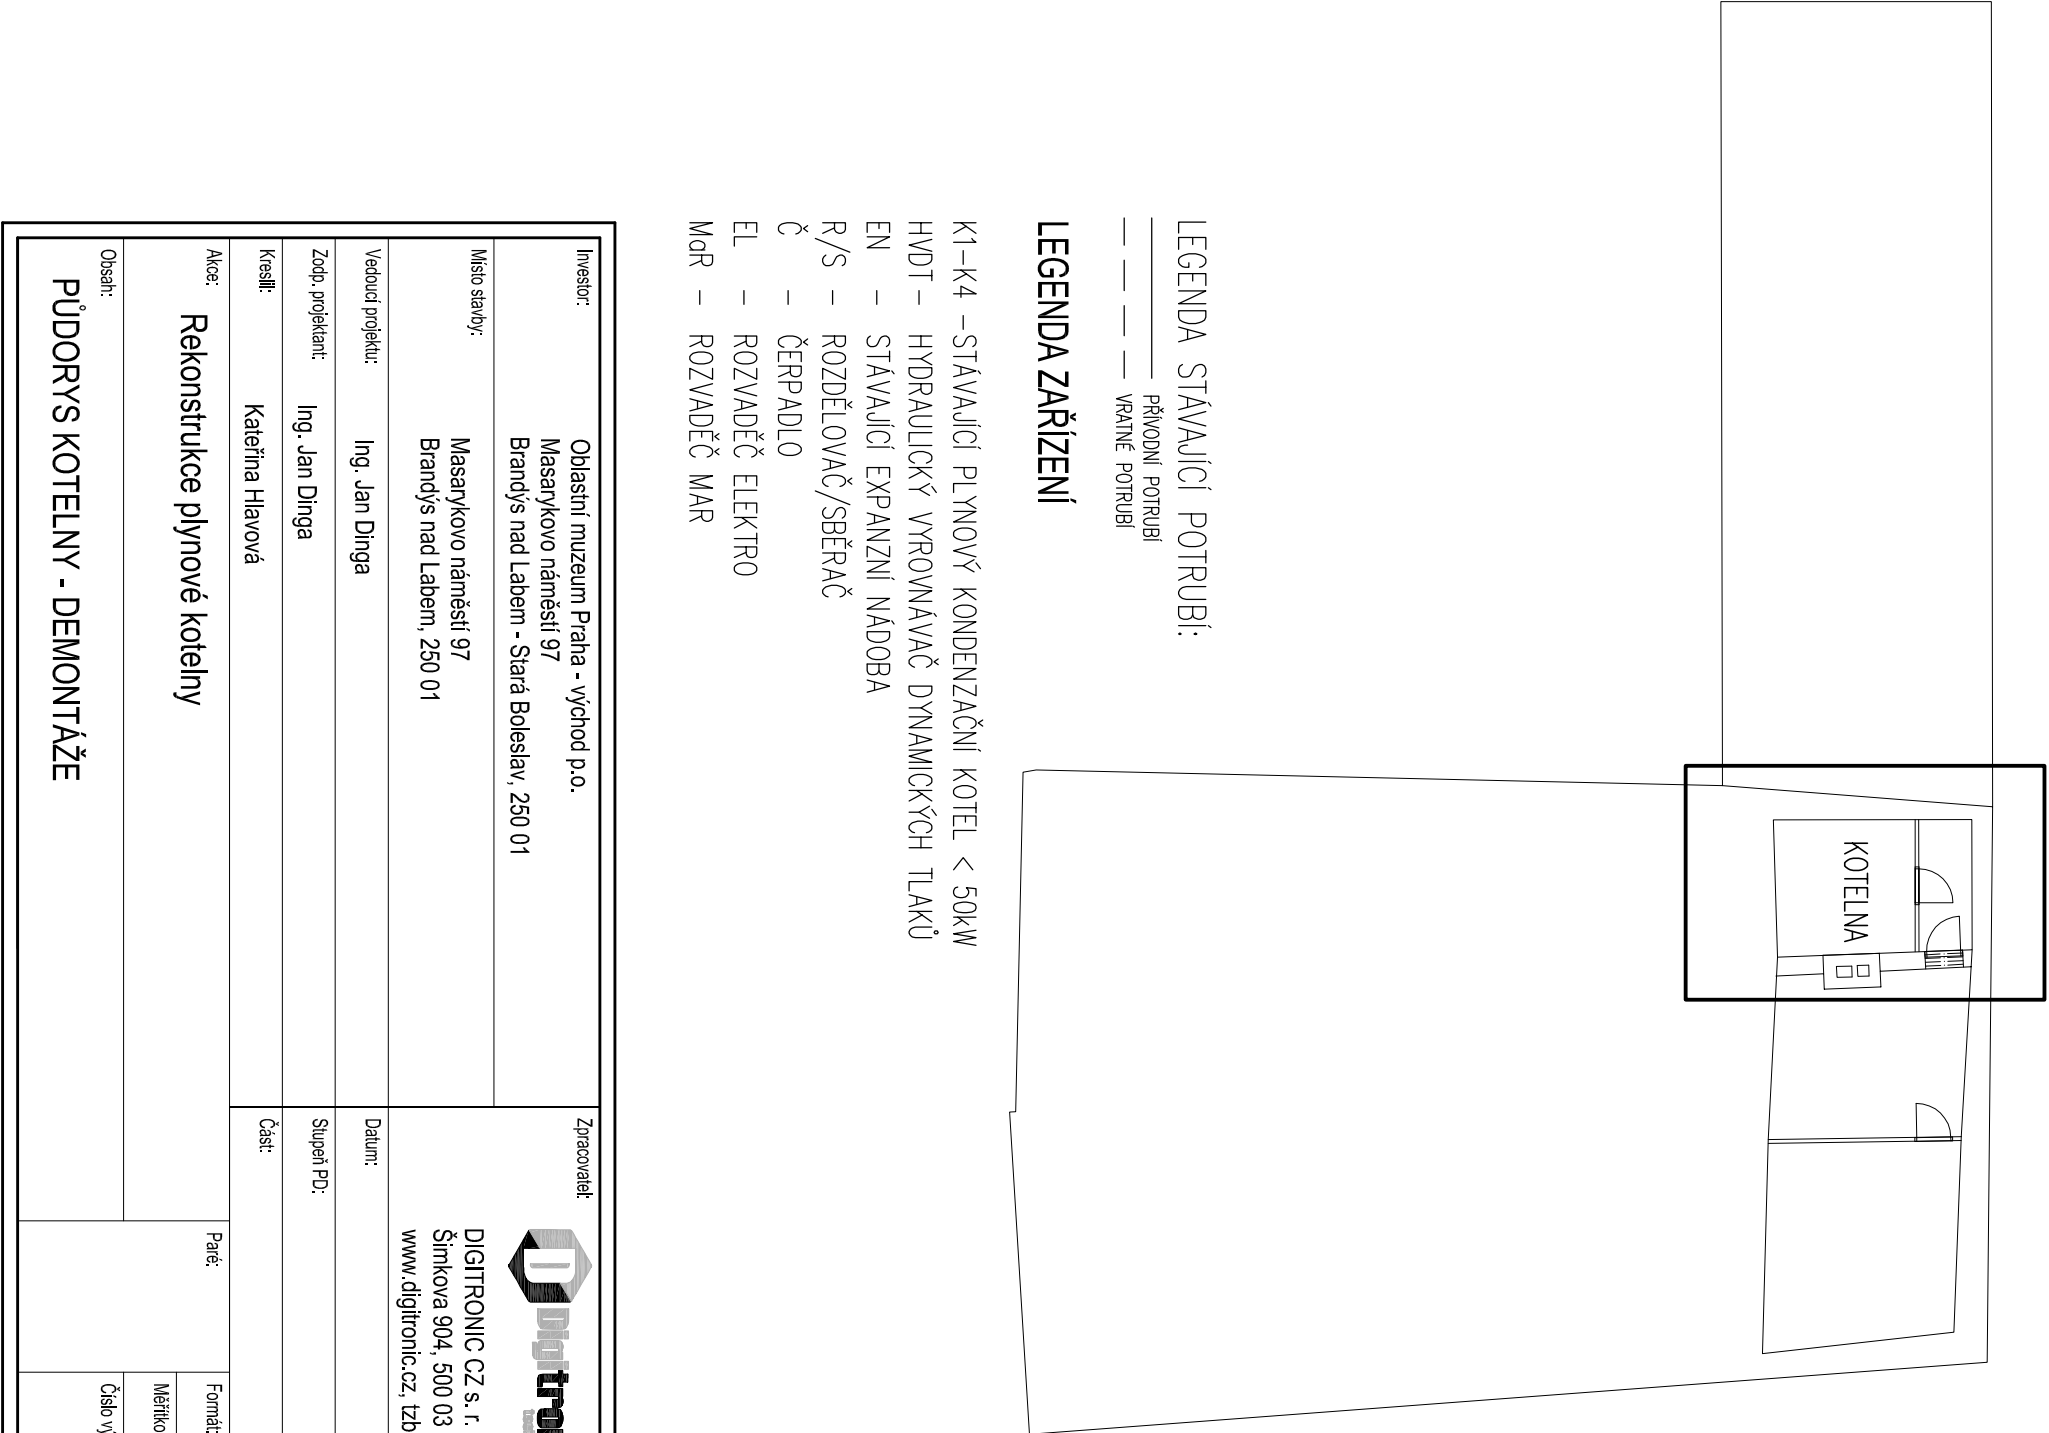 KOTELNA
LEGENDA STÁVAJÍCÍ POTRUBÍ:
PŘÍVODNÍ POTRUBÍ
VRATNÉ POTRUBÍ
LEGENDA ZAŘÍZENÍ
K1-K4 -STÁVAJÍCÍ PLYNOVÝ KONDENZAČNÍ KOTEL < 50kW
HVDT - HYDRAULICKÝ VYROVNÁVAČ DYNAMICKÝCH TLAKŮ
EN - STÁVAJÍCÍ EXPANZNÍ NÁDOBA
R/S - ROZDĚLOVAČ/SBĚRAČ
Č - ČERPADLO
EL - ROZVADĚČ ELEKTRO
MaR - ROZVADĚČ MAR
Investor:
Oblastní muzeum Praha - východ p.o.
Masarykovo náměstí 97
Brandýs nad Labem - Stará Boleslav, 250 01
Místo stavby:
Masarykovo náměstí 97
Brandýs nad Labem, 250 01
Vedoucí projektu: Ing. Jan Dinga
Zodp. projektant: Ing. Jan Dinga
Kreslil: Kateřina Hlavová
Zpracovatel:
D Digitron
DIGITRONIC CZ s. r.
Šimkova 904, 500 03
www.digitronic.cz, tzb
Datum:
Stupeň PD:
Část:
Akce: Rekonstrukce plynové kotelny
Obsah:
PŮDORYS KOTELNY - DEMONTÁŽE
Paré:
Formát:
Měřítko
Číslo vý